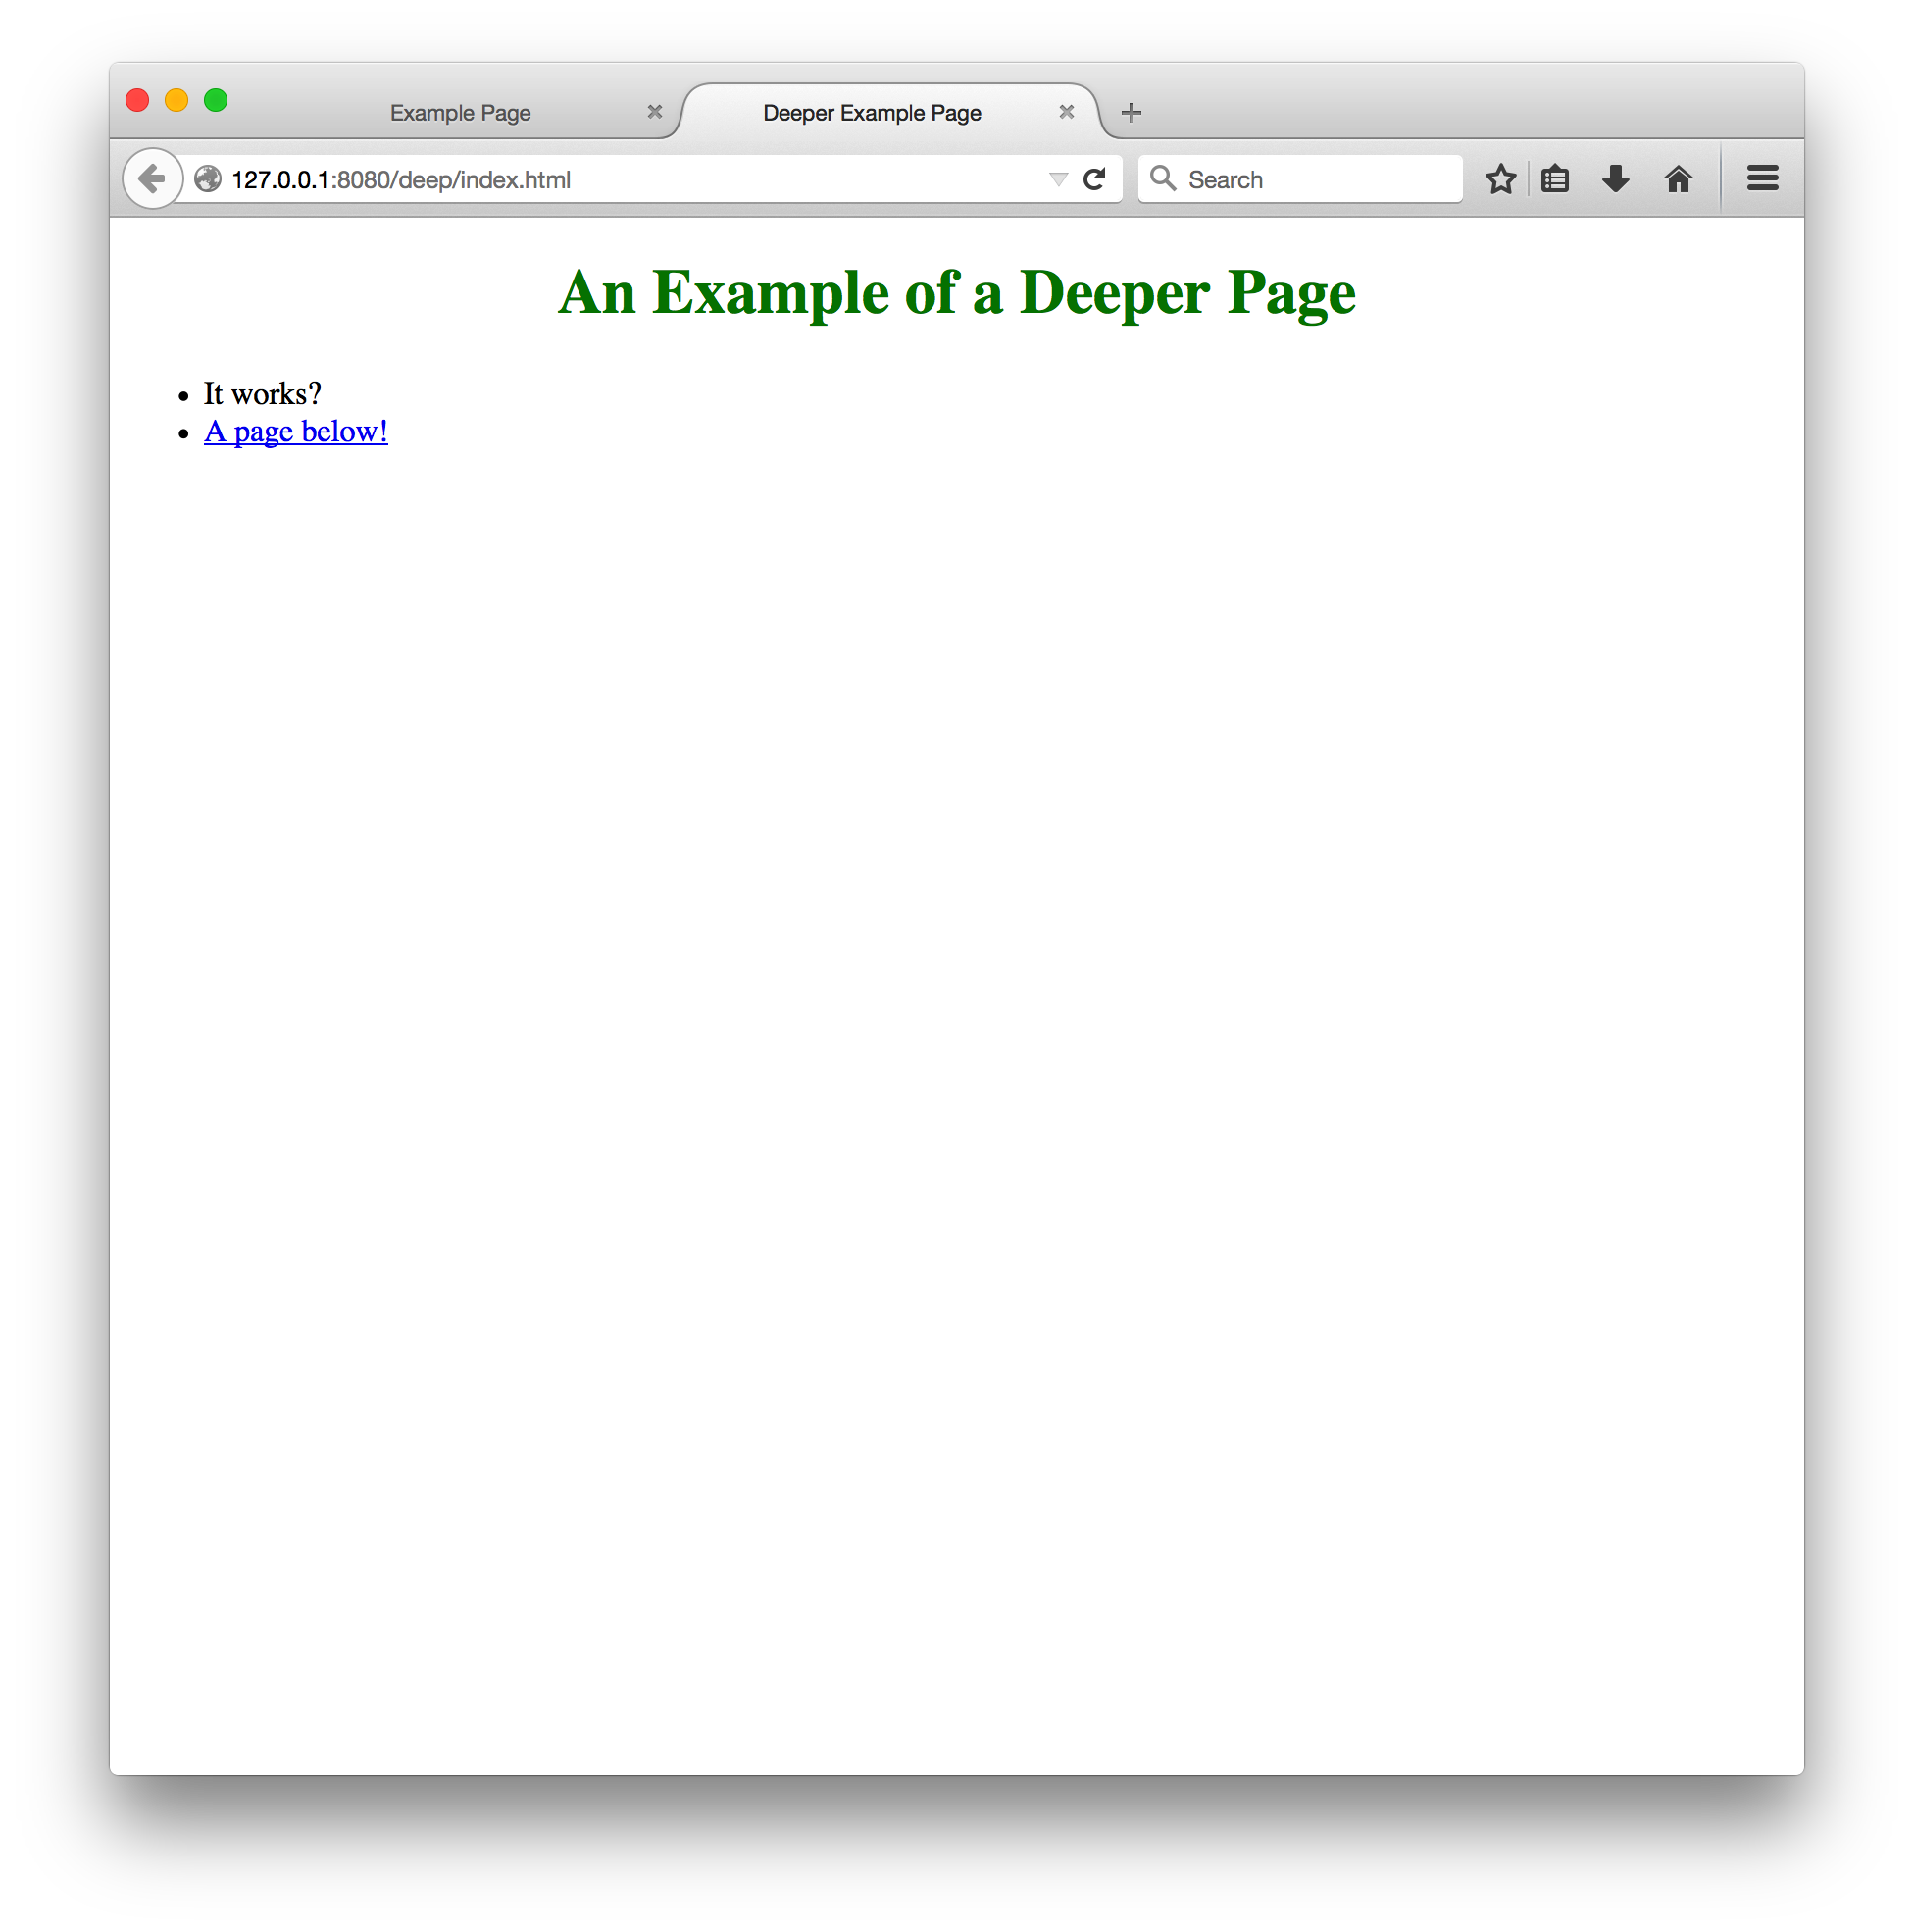 Example Page
Deeper Example Page
127.0.0.1:8080/deep/index.html
Search
An Example of a Deeper Page
It works?
A page below!